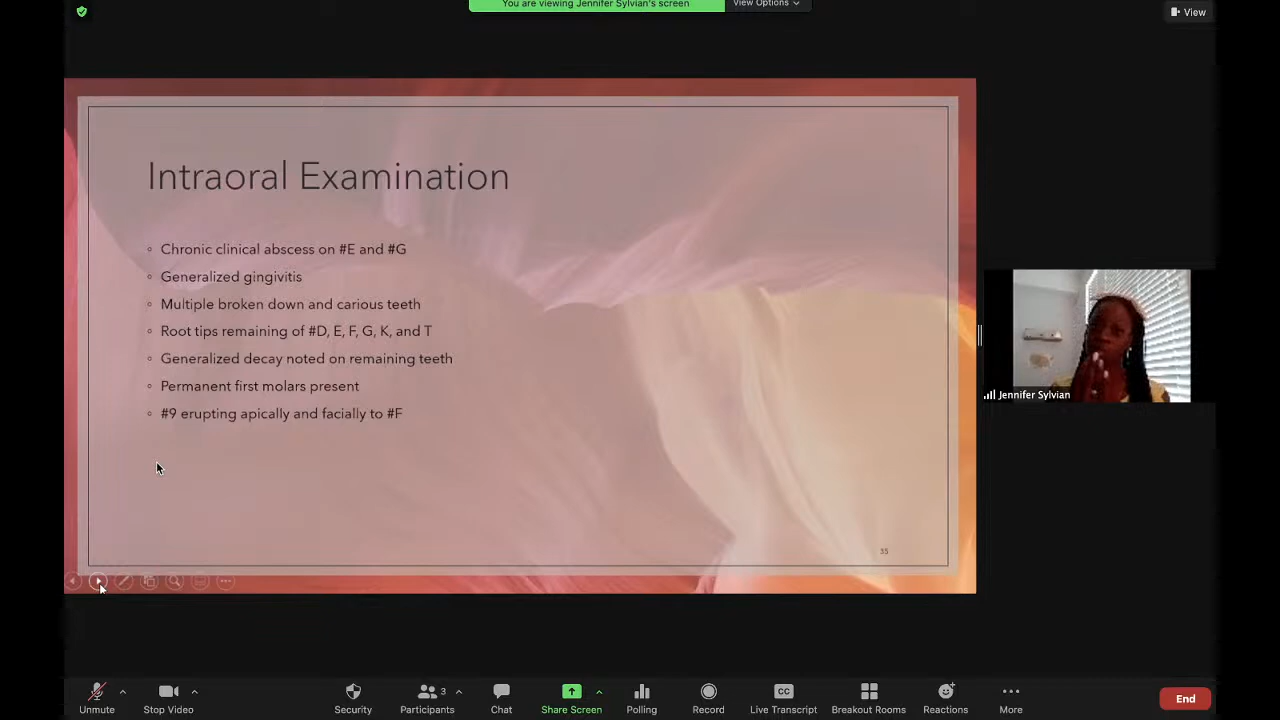 You are viewing Jennifer Sylvian's screen
View Options
View
Intraoral Examination
Chronic clinical abscess on #E and #G
Generalized gingivitis
Multiple broken down and carious teeth
Root tips remaining of #D, E, F, G, K, and T
Generalized decay noted on remaining teeth
Permanent first molars present
#9 erupting apically and facially to #F
35
Jennifer Sylvian
Unmute
Stop Video
Security
Participants
3
Chat
Share Screen
Polling
Record
CC
Live Transcript
Breakout Rooms
Reactions
More
End